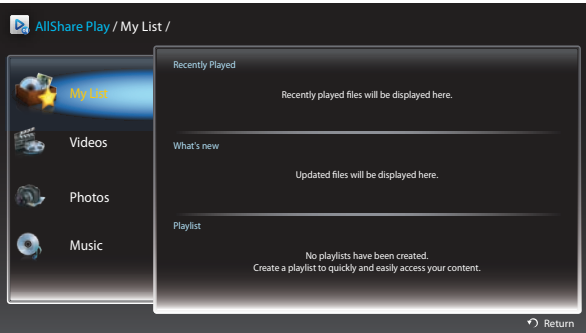 AllShare Play / My List /
My List
Videos
Photos
Music
Recently Played
Recently played files will be displayed here.
What's new
Updated files will be displayed here.
Playlist
No playlists have been created.
Create a playlist to quickly and easily access your content.
Return